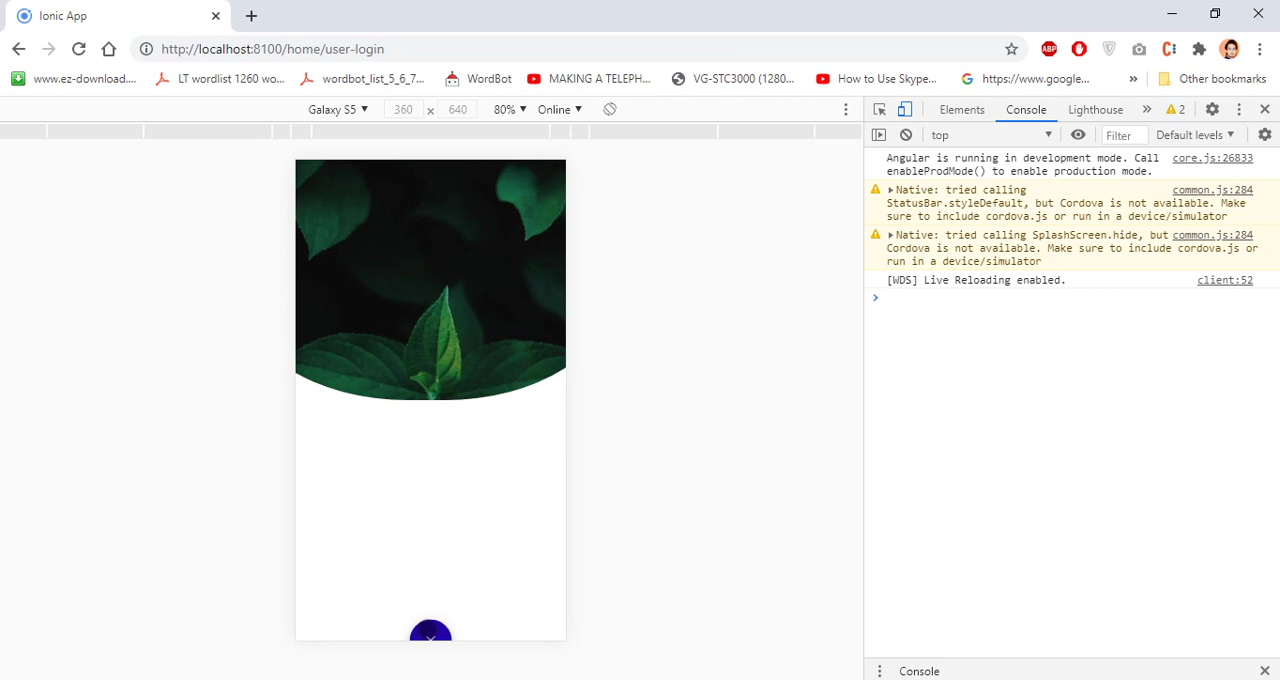 Ionic App
http://localhost:8100/home/user-login
www.ez-download....
LT wordlist 1260 wo...
wordbot_list_5_6_7...
WordBot
MAKING A TELEPH...
VG-STC3000 (1280...
How to Use Skype...
https://www.google...
»
Other bookmarks
Galaxy S5
360 × 640
80%
Online
Elements
Console
Lighthouse
»
2
top
Filter
Default levels
Angular is running in development mode. Call core.js:26833
enableProdMode() to enable production mode.
Native: tried calling common.js:284
StatusBar.styleDefault, but Cordova is not available. Make
sure to include cordova.js or run in a device/simulator
Native: tried calling SplashScreen.hide, but common.js:284
Cordova is not available. Make sure to include cordova.js or
run in a device/simulator
[WDS] Live Reloading enabled. client:52
Console